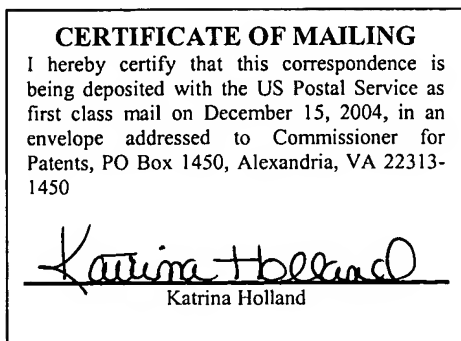 CERTIFICATE OF MAILING
I hereby certify that this correspondence is
being deposited with the US Postal Service as
first class mail on December 15, 2004, in an
envelope addressed to Commissioner for
Patents, PO Box 1450, Alexandria, VA 22313-
1450
Katrina Holland
Katrina Holland